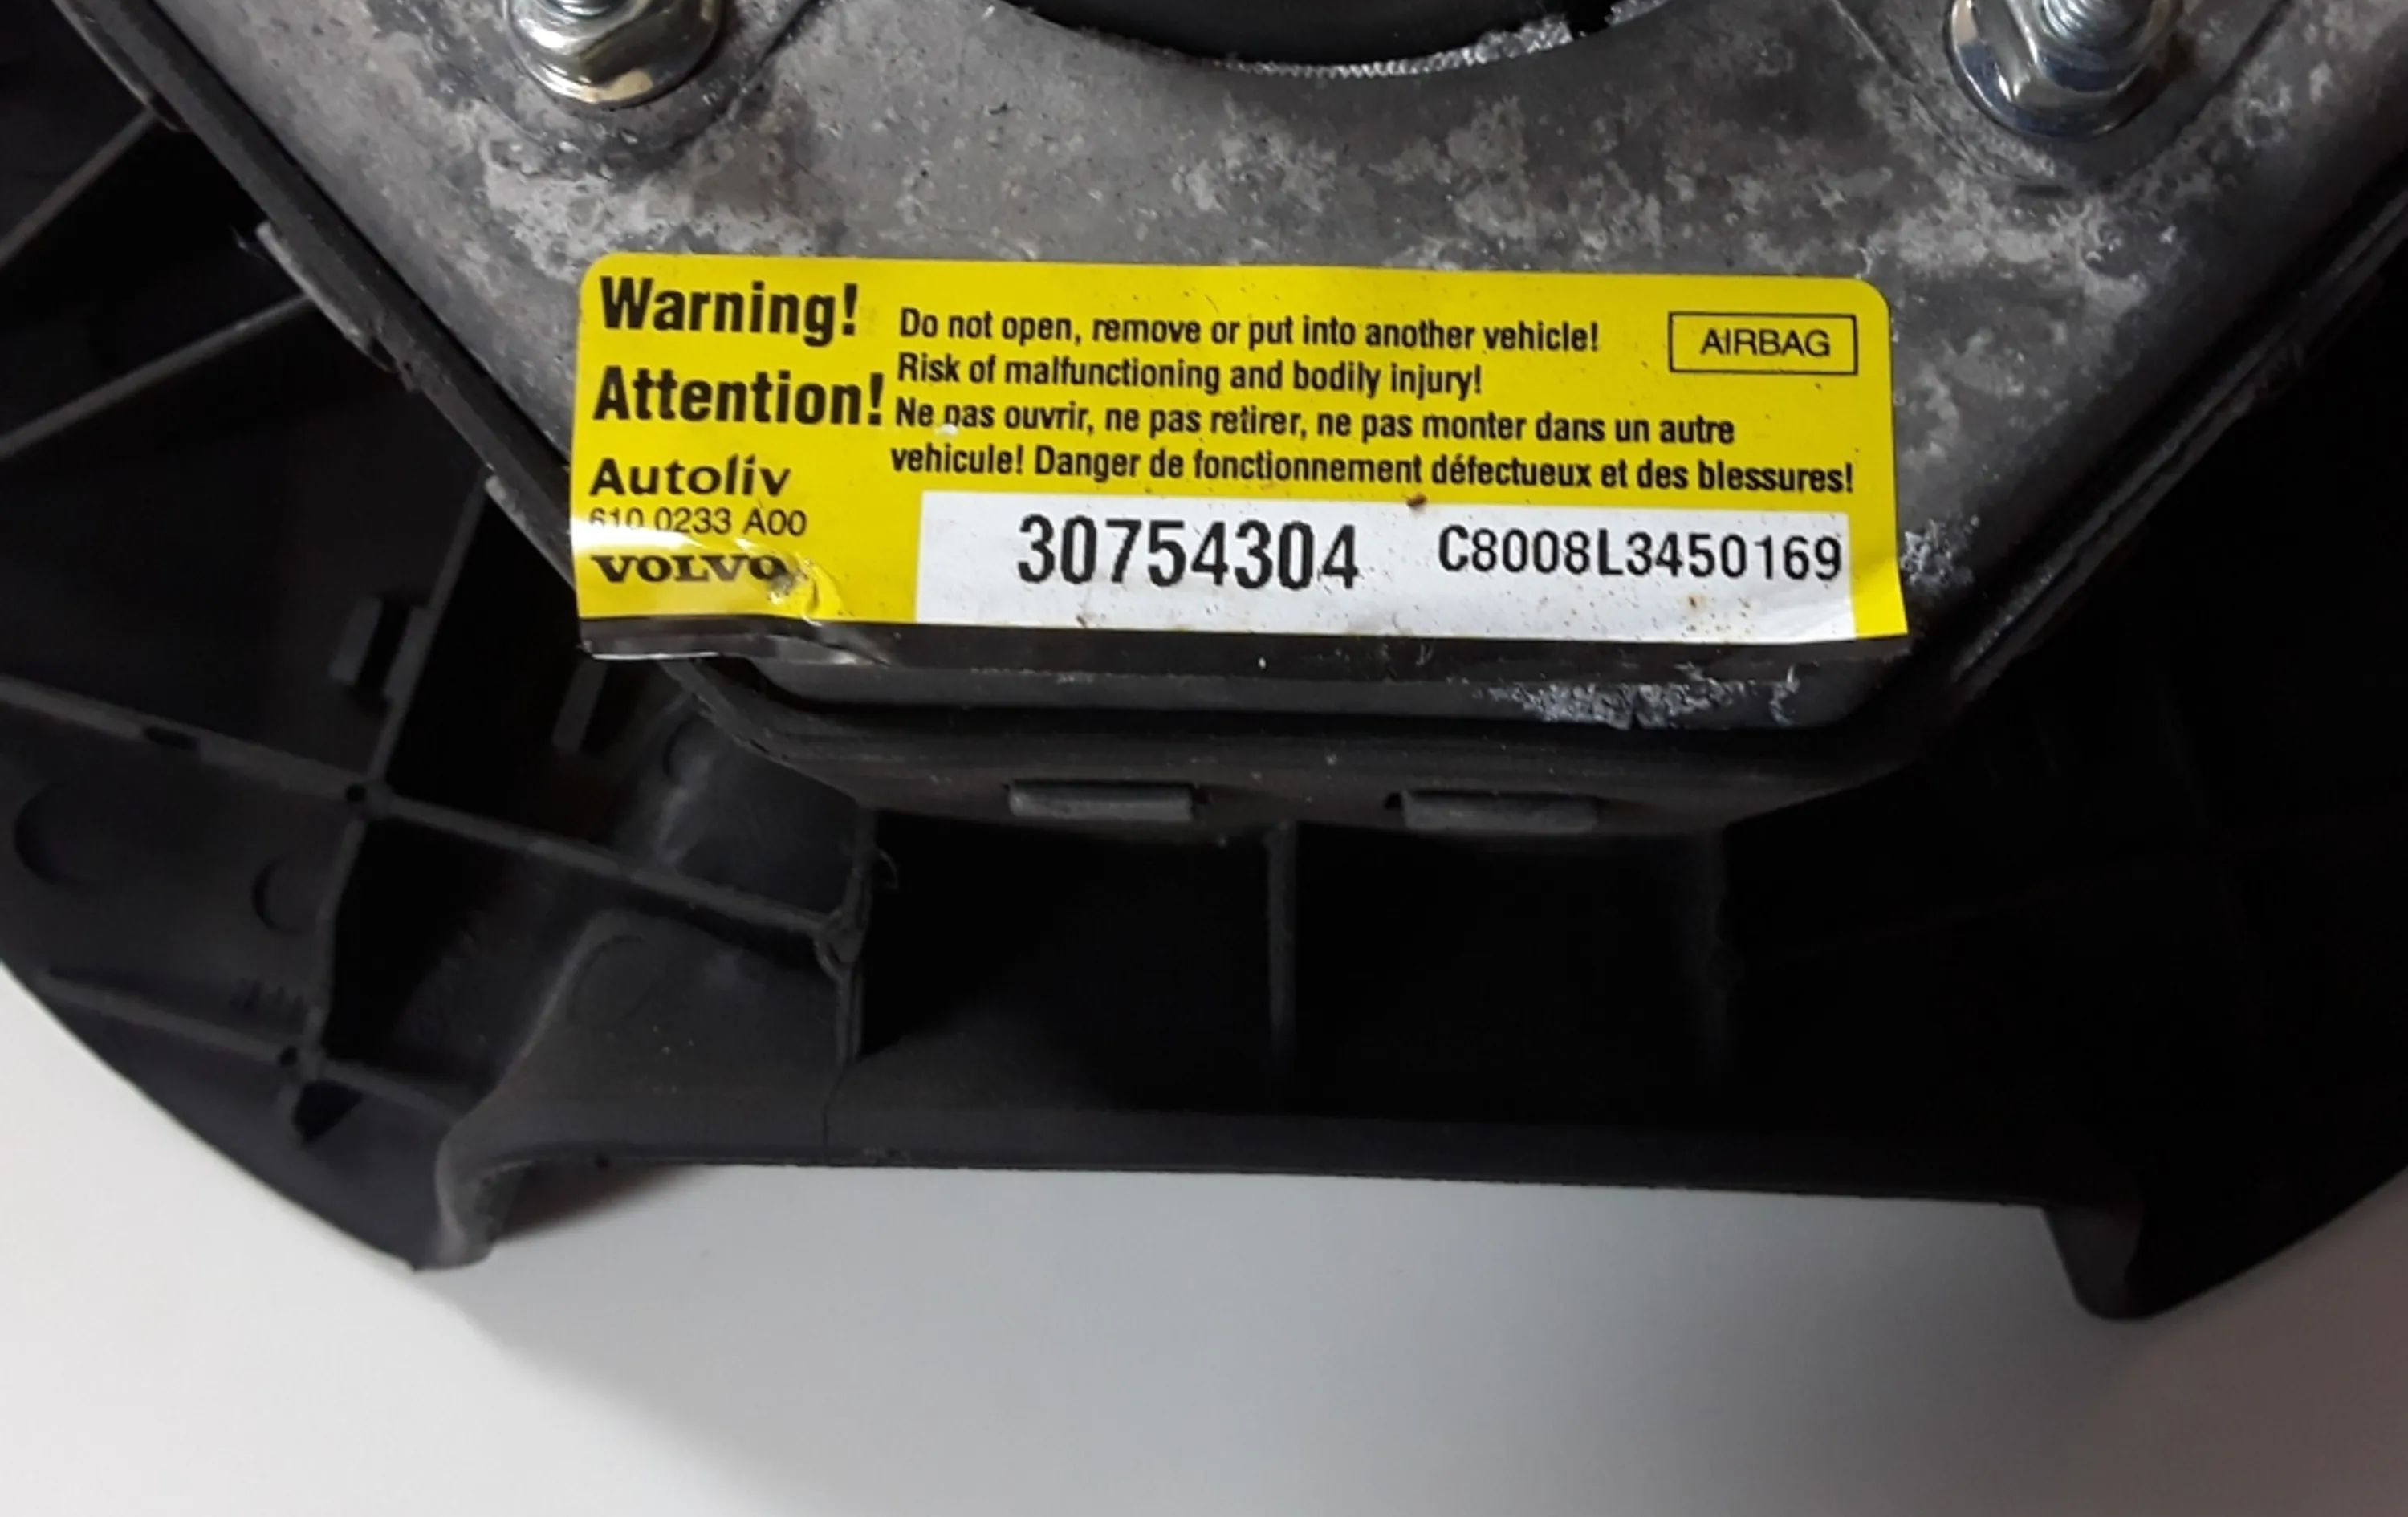 Warning!
Attention!
Do not open, remove or put into another vehicle!
Risk of malfunctioning and bodily injury!
Ne pas ouvrir, ne pas retirer, ne pas monter dans un autre
vehicule! Danger de fonctionnement défectueux et des blessures!
AIRBAG
Autoliv
610 0233 A00
VOLVO
30754304 C8008L3450169